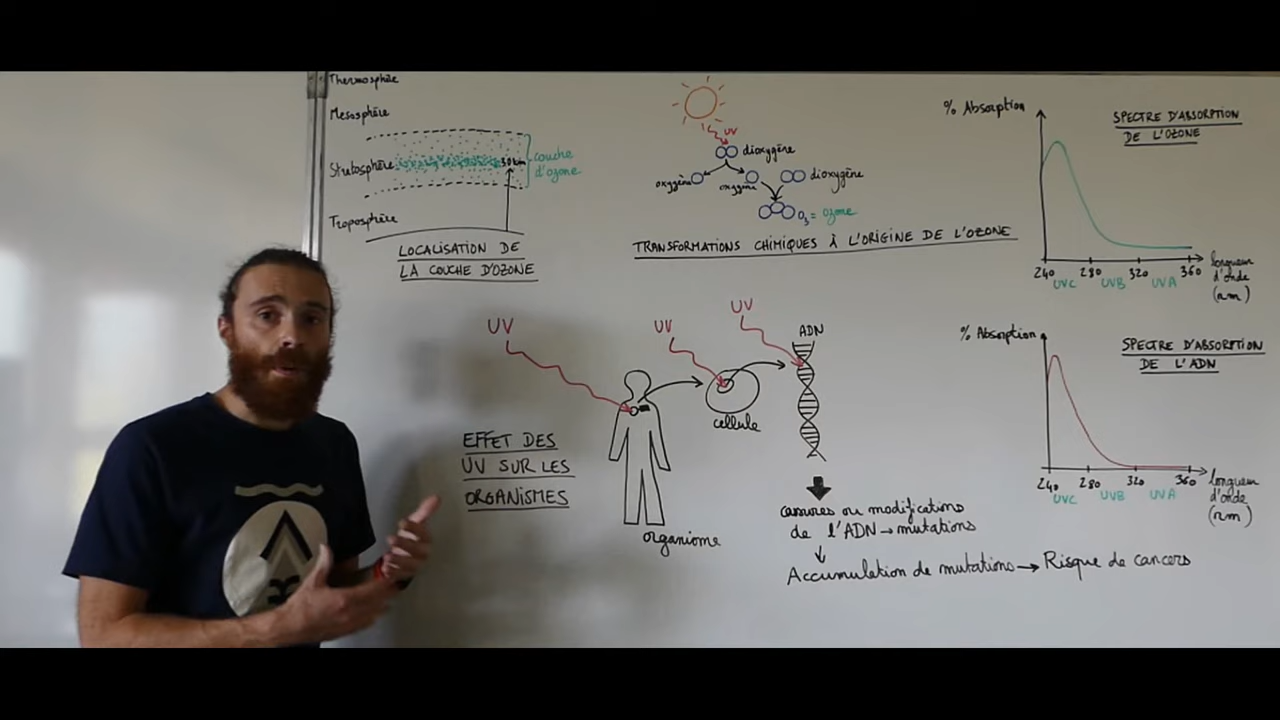 Thermosphère
Mésosphère
Stratosphère
30 km
couche
d'ozone
Troposphère
LOCALISATION DE
LA COUCHE D'OZONE
UV
dioxygène
oxygène
oxygène
dioxygène
O3 = Ozone
TRANSFORMATIONS CHIMIQUES À L'ORIGINE DE L'OZONE
% Absorption
SPECTRE D'ABSORPTION
DE L'OZONE
240 280 320 360
UVC UVB UVA
longueur
d'onde
(nm)
UV
UV
UV
ADN
cellule
EFFET DES
UV SUR LES
ORGANISMES
organisme
cassures ou modifications
de l'ADN → mutations
Accumulation de mutations → Risque de cancers
% Absorption
SPECTRE D'ABSORPTION
DE L'ADN
240 280 320 360
UVC UVB UVA
longueur
d'onde
(nm)